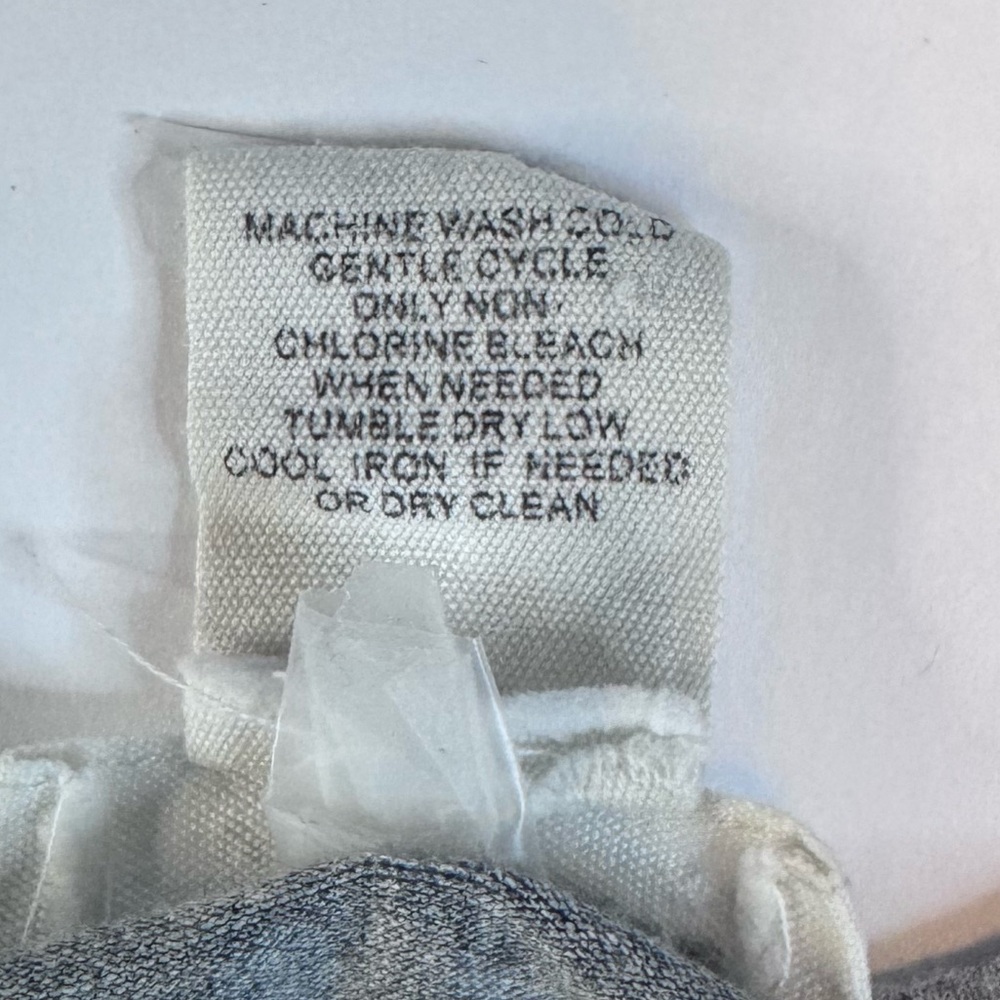 MACHINE WASH COLD
GENTLE CYCLE
ONLY NON
CHLORINE BLEACH
WHEN NEEDED
TUMBLE DRY LOW
COOL IRON IF NEEDED
OR DRY CLEAN